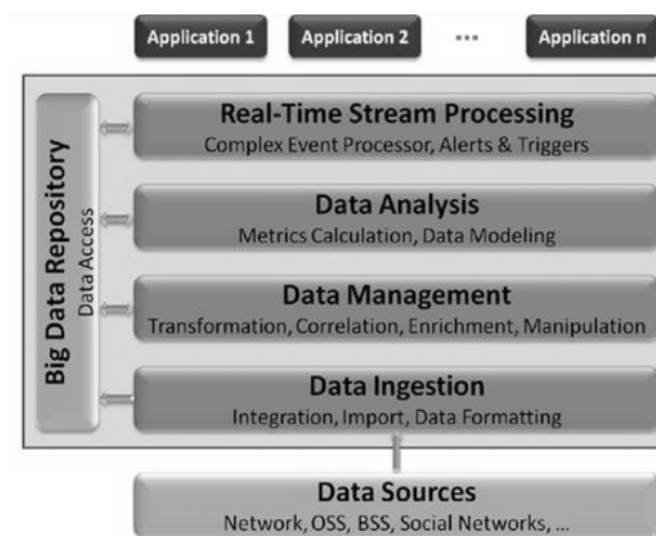 Application 1
Application 2
...
Application n
Big Data Repository
Data Access
Real-Time Stream Processing
Complex Event Processor, Alerts & Triggers
Data Analysis
Metrics Calculation, Data Modeling
Data Management
Transformation, Correlation, Enrichment, Manipulation
Data Ingestion
Integration, Import, Data Formatting
Data Sources
Network, OSS, BSS, Social Networks, ...